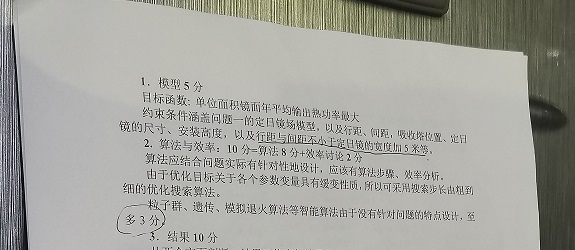 1. 模型 5 分
目标函数: 单位面积镜面年平均输出热功率最大
约束条件涵盖问题一的定日镜场模型, 以及行距、间距, 吸收塔位置、定日
镜的尺寸、安装高度, 以及行距与间距不小于定日镜的宽度加 5 米等。
2. 算法与效率: 10 分=算法 8 分+效率讨论 2 分
算法应结合问题实际有针对性地设计, 应该有算法步骤、效率分析。
由于优化目标关于各个参数变量具有缓变性质, 所以可采用搜索步长由粗到
细的优化搜索算法。
粒子群、遗传、模拟退火算法等智能算法由于没有针对问题的特点设计, 至
多 3 分。
3. 结果 10 分